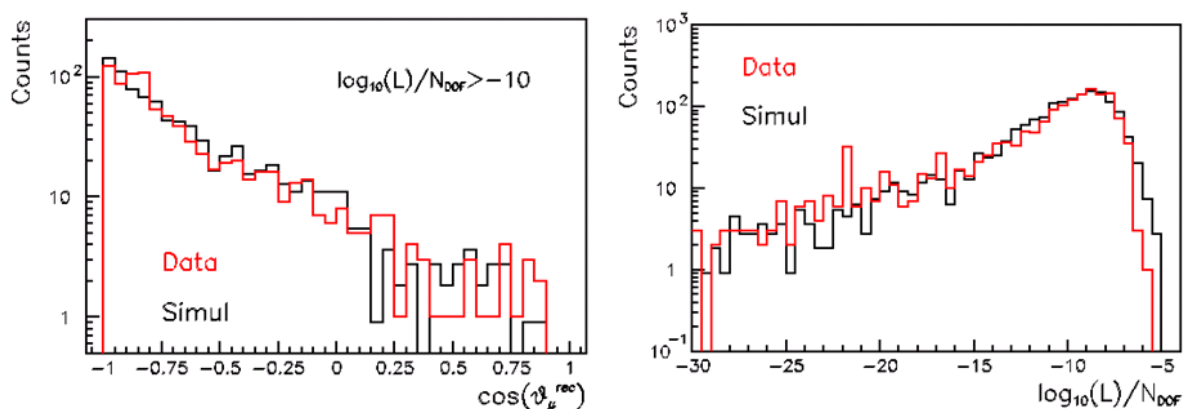 Counts
10²
10
1
log₁₀(L)/N_DOF>−10
Data
Simul
−1 −0.75 −0.5 −0.25 0 0.25 0.5 0.75 1
cos(ϑ_μ^rec)
Counts
10³
10²
10
1
10⁻¹
Data
Simul
−30 −25 −20 −15 −10 −5
log₁₀(L)/N_DOF